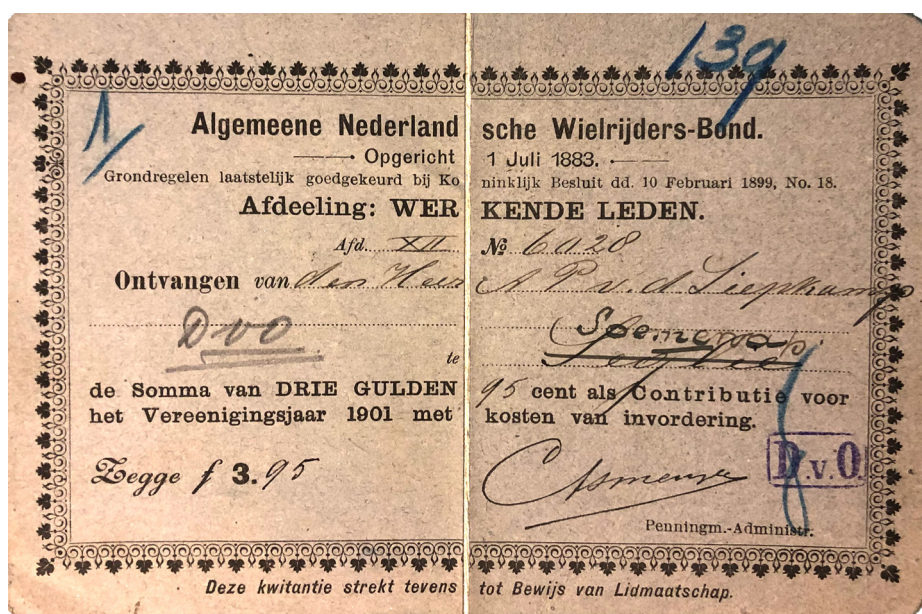 139
1/
Algemeene Nederlandsche Wielrijders-Bond.
Opgericht 1 Juli 1883.
Grondregelen laatstelijk goedgekeurd bij Koninklijk Besluit dd. 10 Februari 1899, No. 18.
Afdeeling: WERKENDE LEDEN.
Afd. XII № 6028
Ontvangen van den Heer A P v. d. Liepkamp
DVO
te
de Somma van DRIE GULDEN 95 cent als Contributie voor
het Vereenigingsjaar 1901 met kosten van invordering.
Zegge f 3.95
D.v.O.
Penningm.-Administr.
Deze kwitantie strekt tevens tot Bewijs van Lidmaatschap.